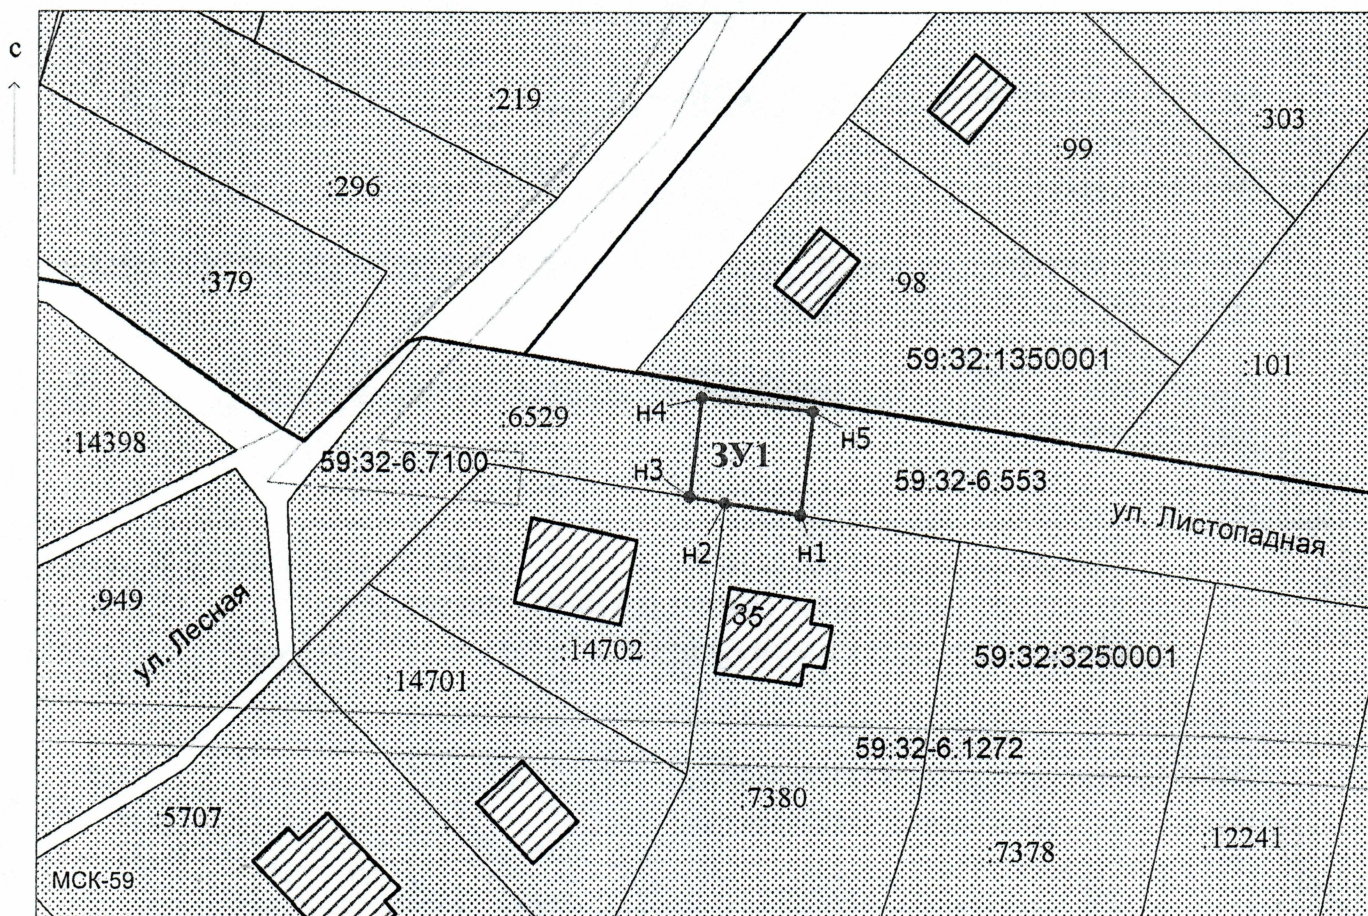 с
:219
:303
:99
:296
:379
:98
59:32:1350001
:101
:6529
н4
н5
:14398
ЗУ1
59:32-6.7100
н3
59:32-6.553
ул. Листопадная
н2
н1
:949
ул. Лесная
35
:14702
59:32:3250001
:14701
59:32-6.1272
:7380
:5707
:12241
:7378
МСК-59